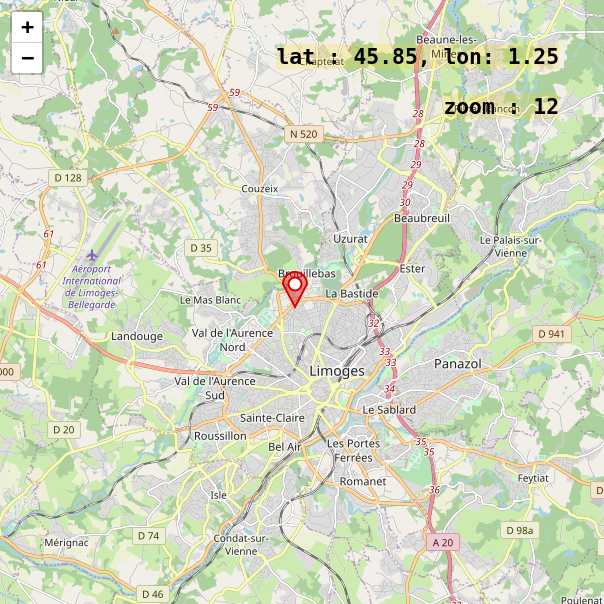 +
−
Beaune-les-
lat : 45.85, lon: 1.25
zoom : 12
59
59
28
N 520
28
29
D 128
Couzeix
29
30
Beaubreuil
61
Uzurat
Le Palais-sur-
Vienne
D 35
61
Aéroport
International
de Limoges-
Bellegarde
Ester
La Bastide
Le Mas Blanc
32
Val de l'Aurence
Nord
Landouge
D 941
33
33
Panazol
Limoges
000
Val de l'Aurence
Sud
34
Le Sablard
Sainte-Claire
D 20
Roussillon
Bel Air
Les Portes
Ferrées
35
35
Romanet
Feytiat
36
Isle
D
D 98a
D 74
Condat-sur-
Vienne
Mérignac
A 20
D 46
37
Poulenat